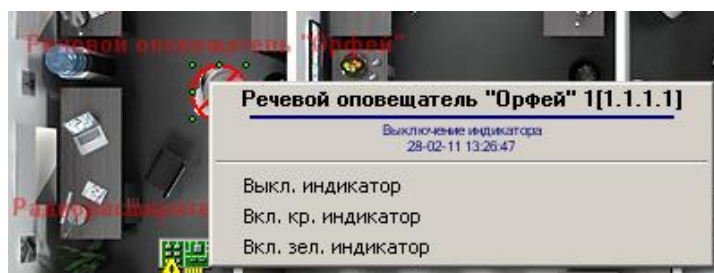 Речевой оповещатель "Орфей"
Речевой оповещатель "Орфей" 1[1.1.1.1]
Выключение индикатора
28-02-11 13:26:47
Выкл. индикатор
Вкл. кр. индикатор
Вкл. зел. индикатор